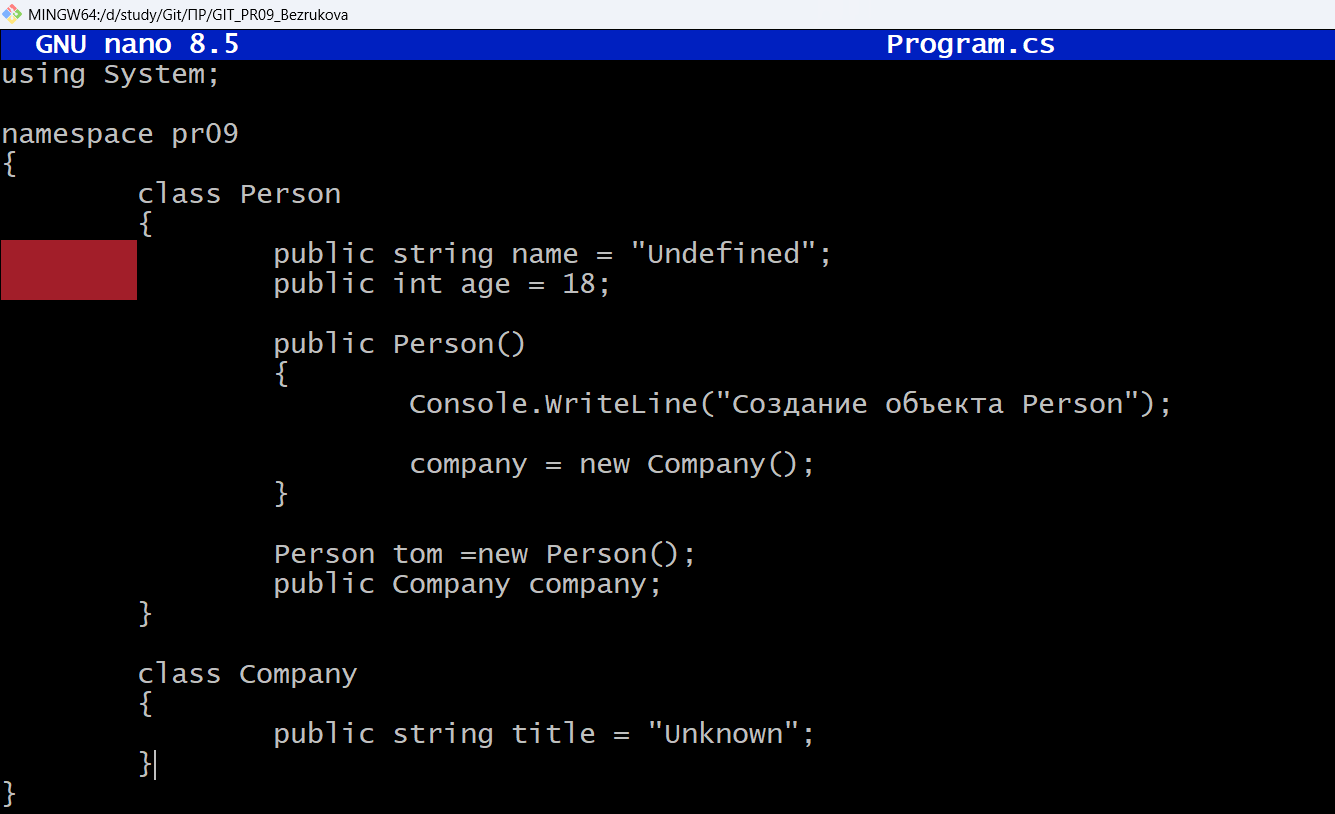 MINGW64:/d/study/Git/ПР/GIT_PR09_Bezrukova
GNU nano 8.5 Program.cs
using System;
namespace pr09
{
class Person
{
public string name = "Undefined";
public int age = 18;
public Person()
{
Console.WriteLine("Создание объекта Person");
company = new Company();
}
Person tom =new Person();
public Company company;
}
class Company
{
public string title = "Unknown";
}
}